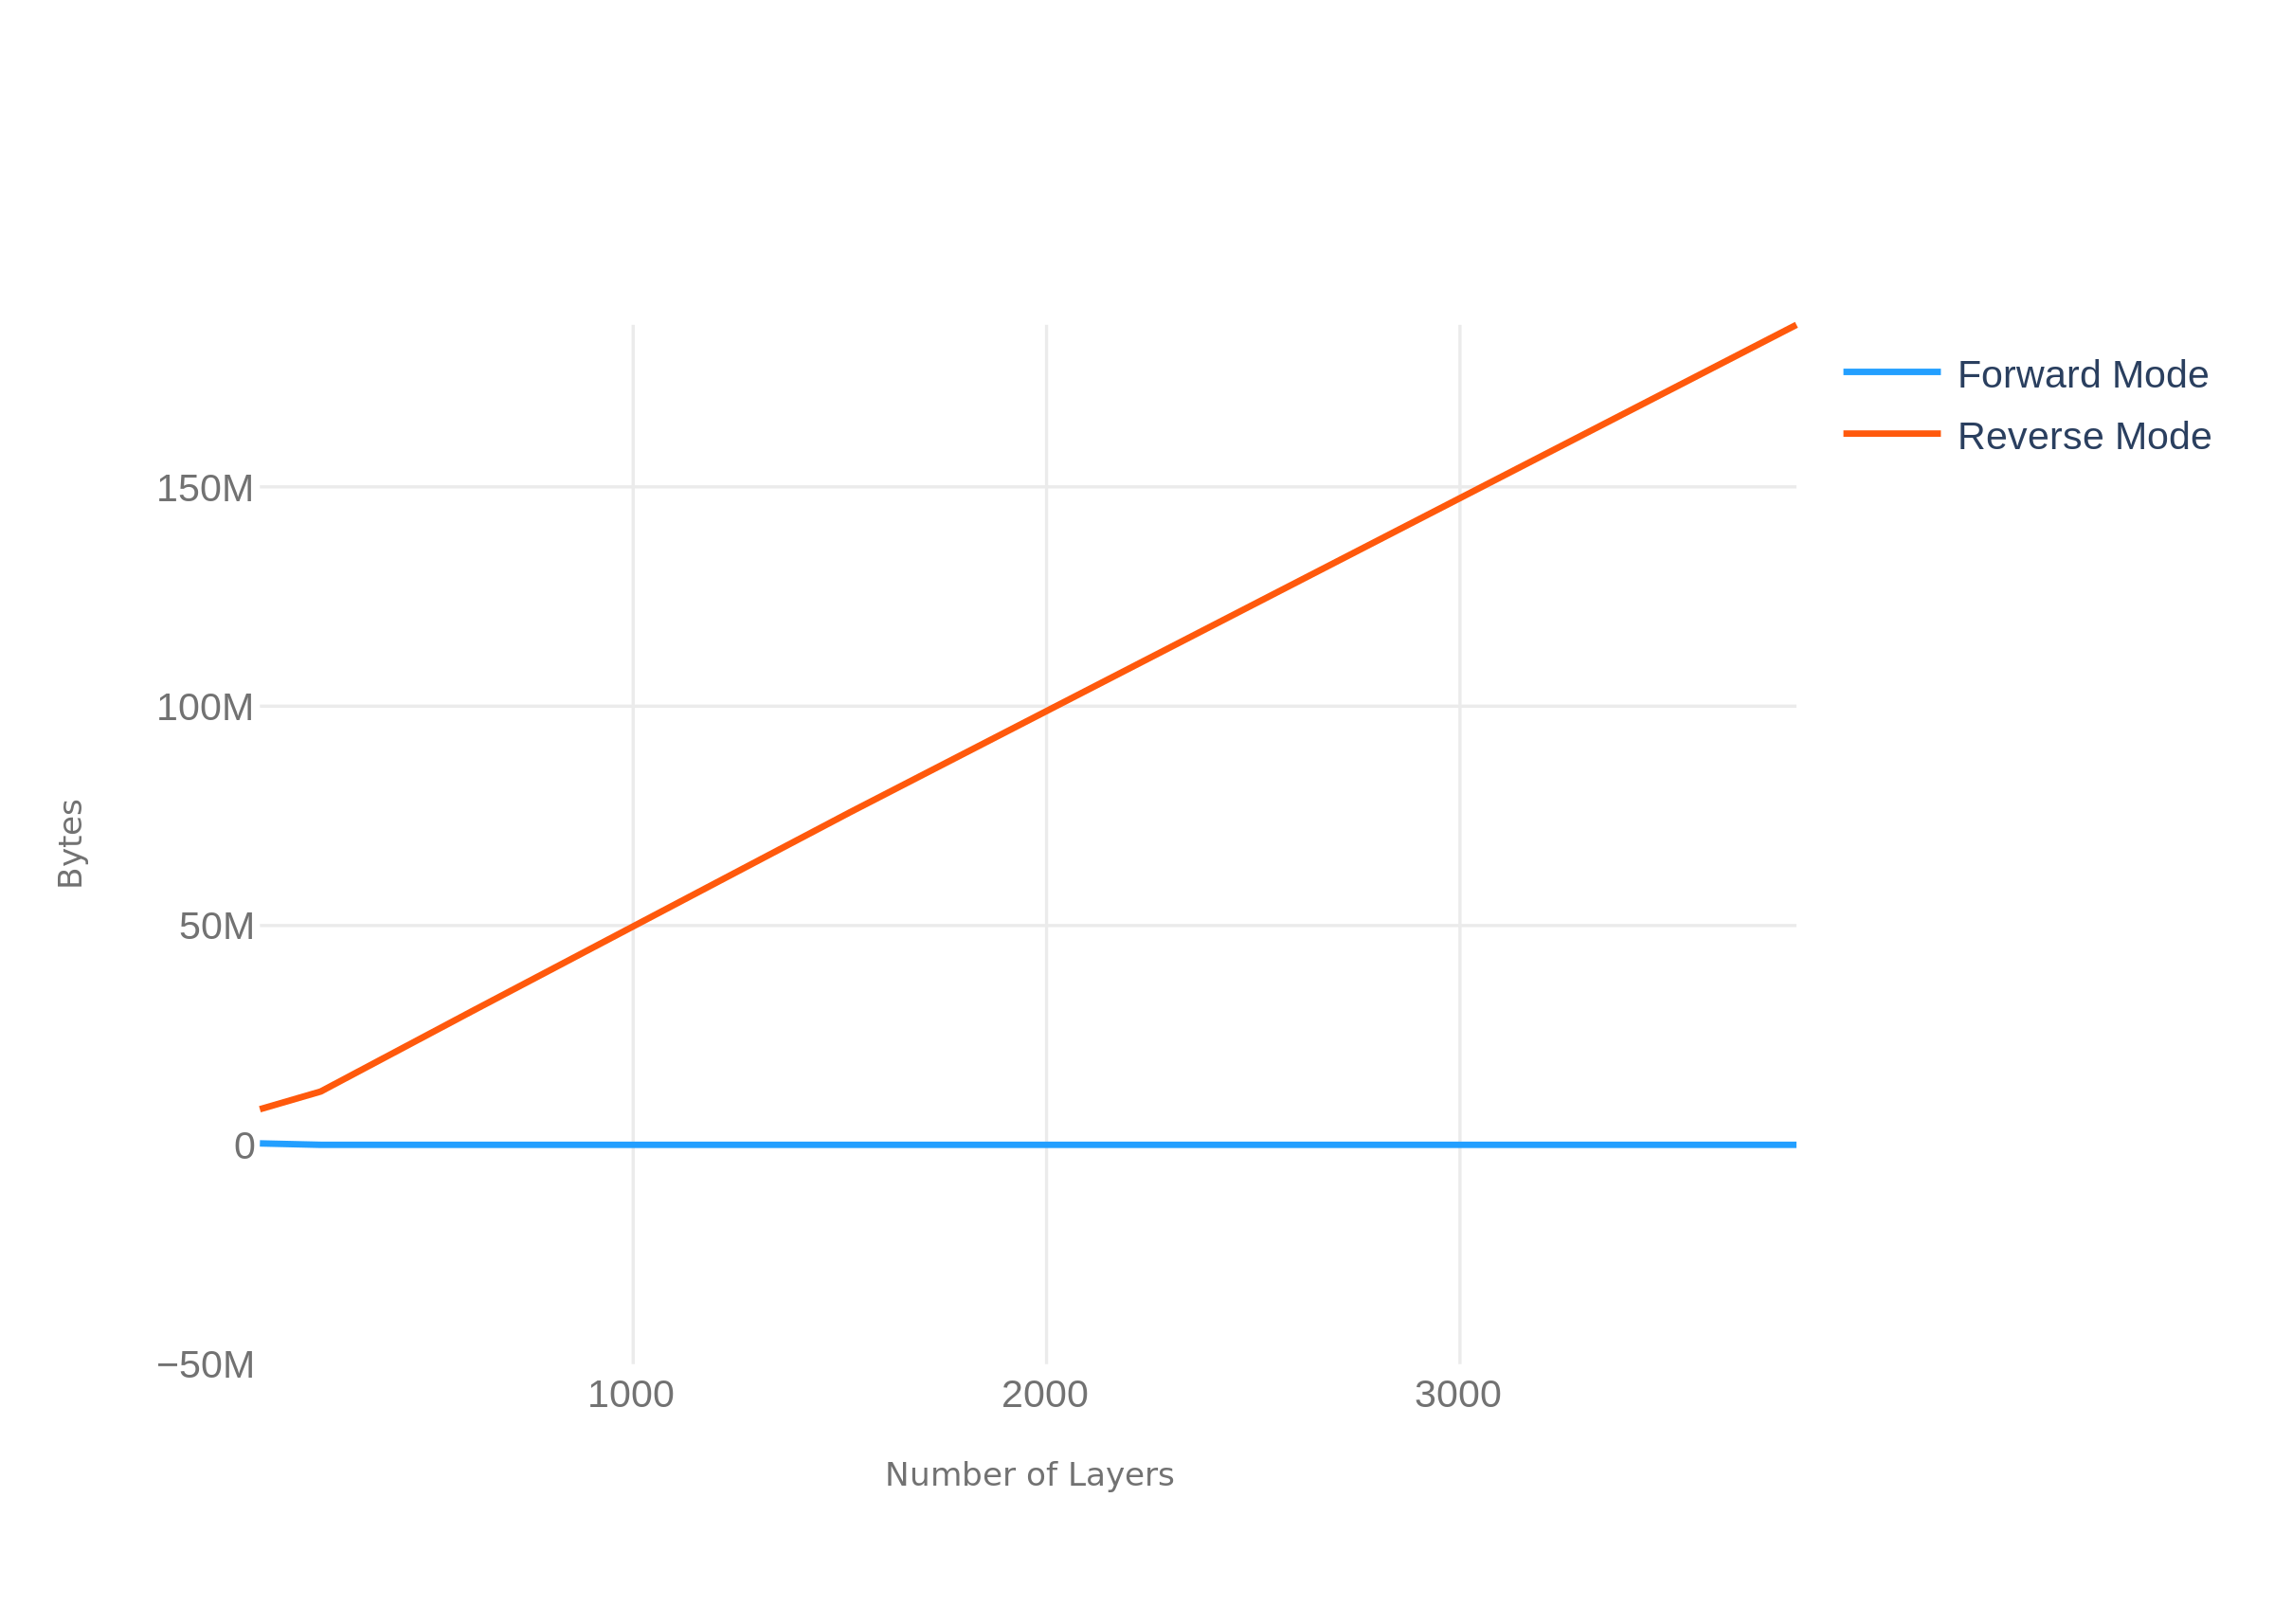 Forward Mode
Reverse Mode
150M
100M
50M
0
−50M
Bytes
1000
2000
3000
Number of Layers